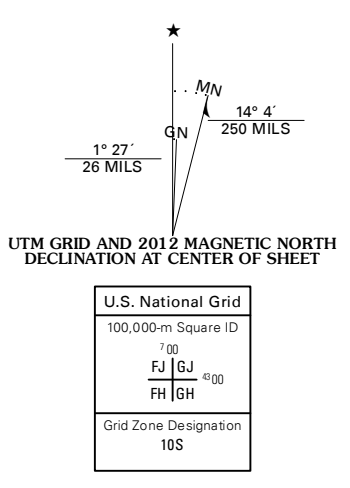 ★
MN
GN
14° 4´
250 MILS
1° 27´
26 MILS
UTM GRID AND 2012 MAGNETIC NORTH
DECLINATION AT CENTER OF SHEET
U.S. National Grid
100,000-m Square ID
7 00
FJ GJ
43 00
FH GH
Grid Zone Designation
10S